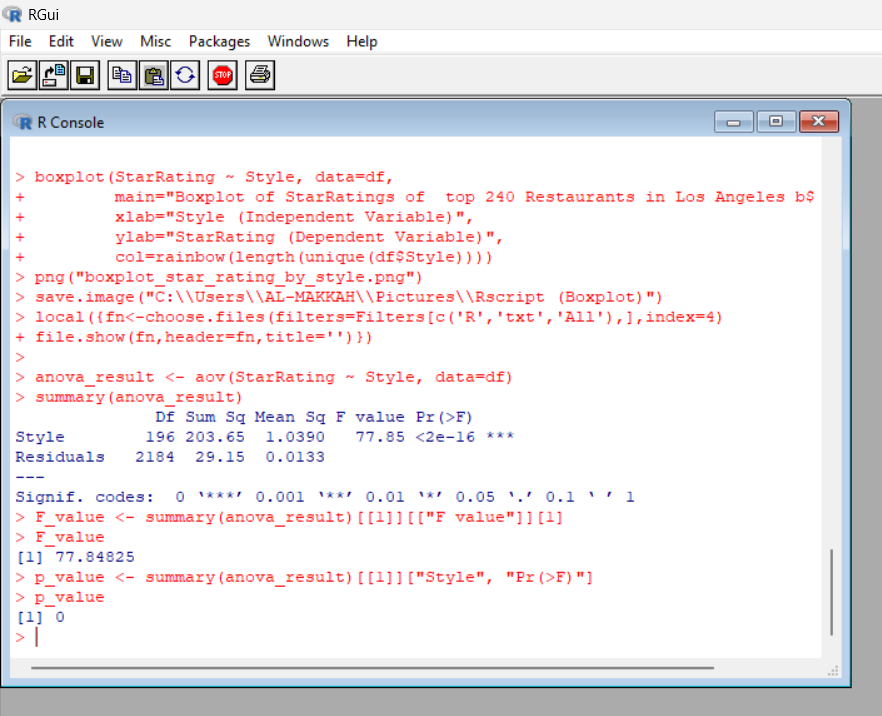 RGui
File Edit View Misc Packages Windows Help
STOP
R Console
> boxplot(StarRating ~ Style, data=df,
+         main="Boxplot of StarRatings of  top 240 Restaurants in Los Angeles b$
+         xlab="Style (Independent Variable)",
+         ylab="StarRating (Dependent Variable)",
+         col=rainbow(length(unique(df$Style))))
> png("boxplot_star_rating_by_style.png")
> save.image("C:\\Users\\AL-MAKKAH\\Pictures\\Rscript (Boxplot)")
> local({fn<-choose.files(filters=Filters[c('R','txt','All'),],index=4)
+ file.show(fn,header=fn,title='')})
>
> anova_result <- aov(StarRating ~ Style, data=df)
> summary(anova_result)
              Df Sum Sq Mean Sq F value Pr(>F)
Style        196 203.65  1.0390   77.85 <2e-16 ***
Residuals   2184  29.15  0.0133
---
Signif. codes:  0 ‘***’ 0.001 ‘**’ 0.01 ‘*’ 0.05 ‘.’ 0.1 ‘ ’ 1
> F_value <- summary(anova_result)[[1]][["F value"]][1]
> F_value
[1] 77.84825
> p_value <- summary(anova_result)[[1]]["Style", "Pr(>F)"]
> p_value
[1] 0
>